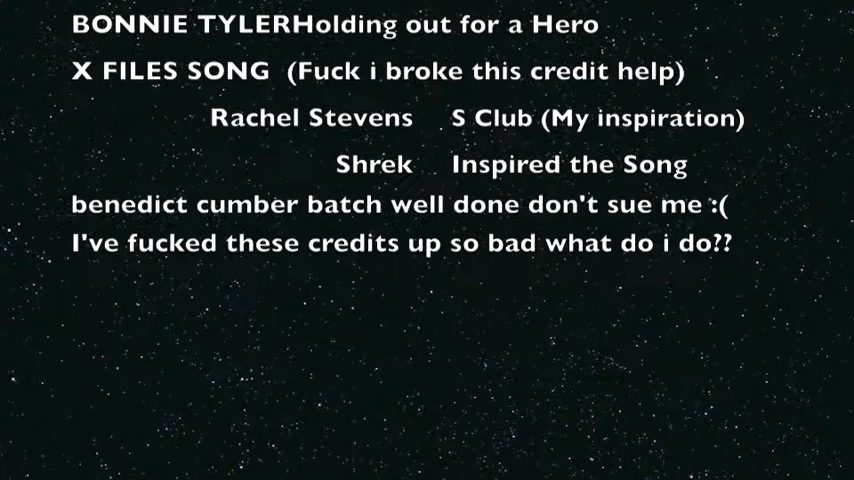 BONNIE TYLERHolding out for a Hero
X FILES SONG (Fuck i broke this credit help)
Rachel Stevens S Club (My inspiration)
Shrek Inspired the Song
benedict cumber batch well done don't sue me :(
I've fucked these credits up so bad what do i do??